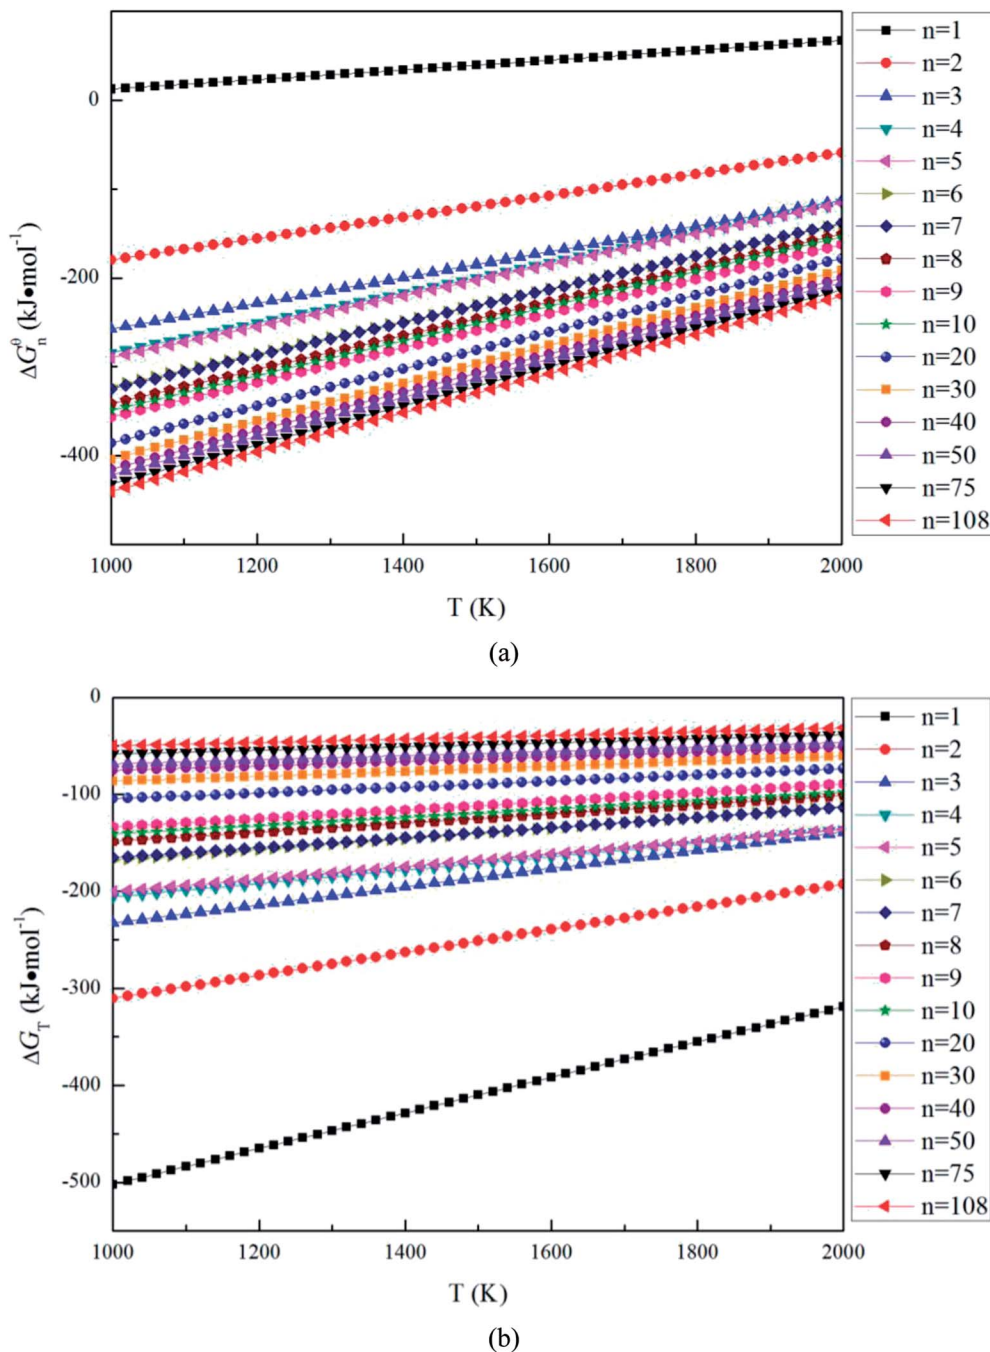 0
-200
-400
ΔG_n^θ (kJ•mol⁻¹)
1000 1200 1400 1600 1800 2000
T (K)
n=1
n=2
n=3
n=4
n=5
n=6
n=7
n=8
n=9
n=10
n=20
n=30
n=40
n=50
n=75
n=108
(a)
0
-100
-200
-300
-400
-500
ΔG_T (kJ•mol⁻¹)
1000 1200 1400 1600 1800 2000
T (K)
n=1
n=2
n=3
n=4
n=5
n=6
n=7
n=8
n=9
n=10
n=20
n=30
n=40
n=50
n=75
n=108
(b)